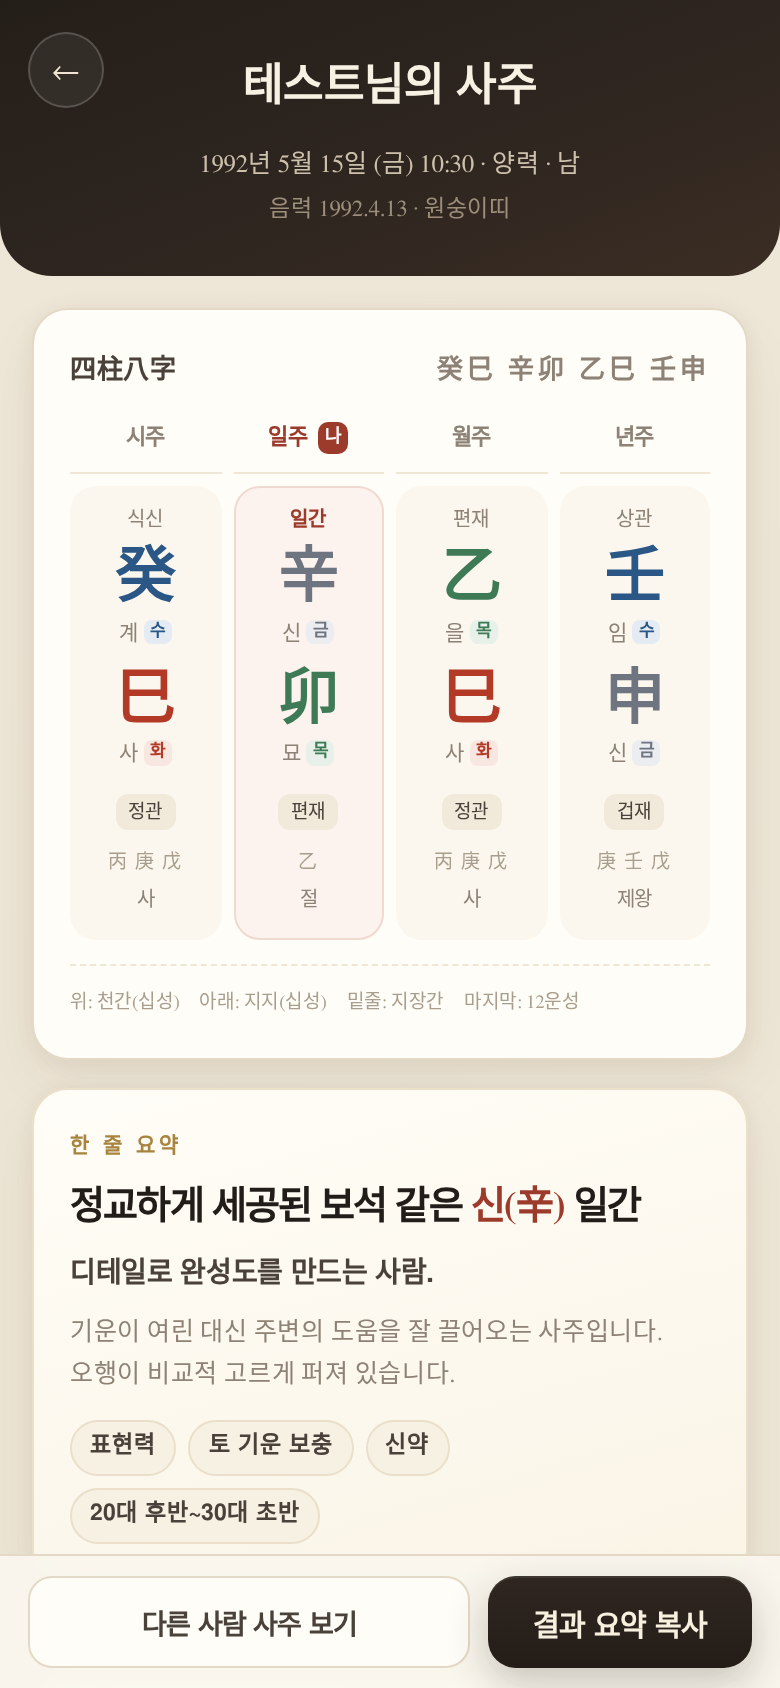 ←
테스트님의 사주
1992년 5월 15일 (금) 10:30 · 양력 · 남
음력 1992.4.13 · 원숭이띠
四柱八字 癸巳 辛卯 乙巳 壬申
시주 일주 나 월주 년주
식신 일간 편재 상관
癸 辛 乙 壬
계 수 신 금 을 목 임 수
巳 卯 巳 申
사 화 묘 목 사 화 신 금
정관 편재 정관 겁재
丙 庚 戊 乙 丙 庚 戊 庚 壬 戊
사 절 사 제왕
위: 천간(십성) 아래: 지지(십성) 밑줄: 지장간 마지막: 12운성
한 줄 요약
정교하게 세공된 보석 같은 신(辛) 일간
디테일로 완성도를 만드는 사람.
기운이 여린 대신 주변의 도움을 잘 끌어오는 사주입니다.
오행이 비교적 고르게 퍼져 있습니다.
표현력 토 기운 보충 신약
20대 후반~30대 초반
다른 사람 사주 보기 결과 요약 복사